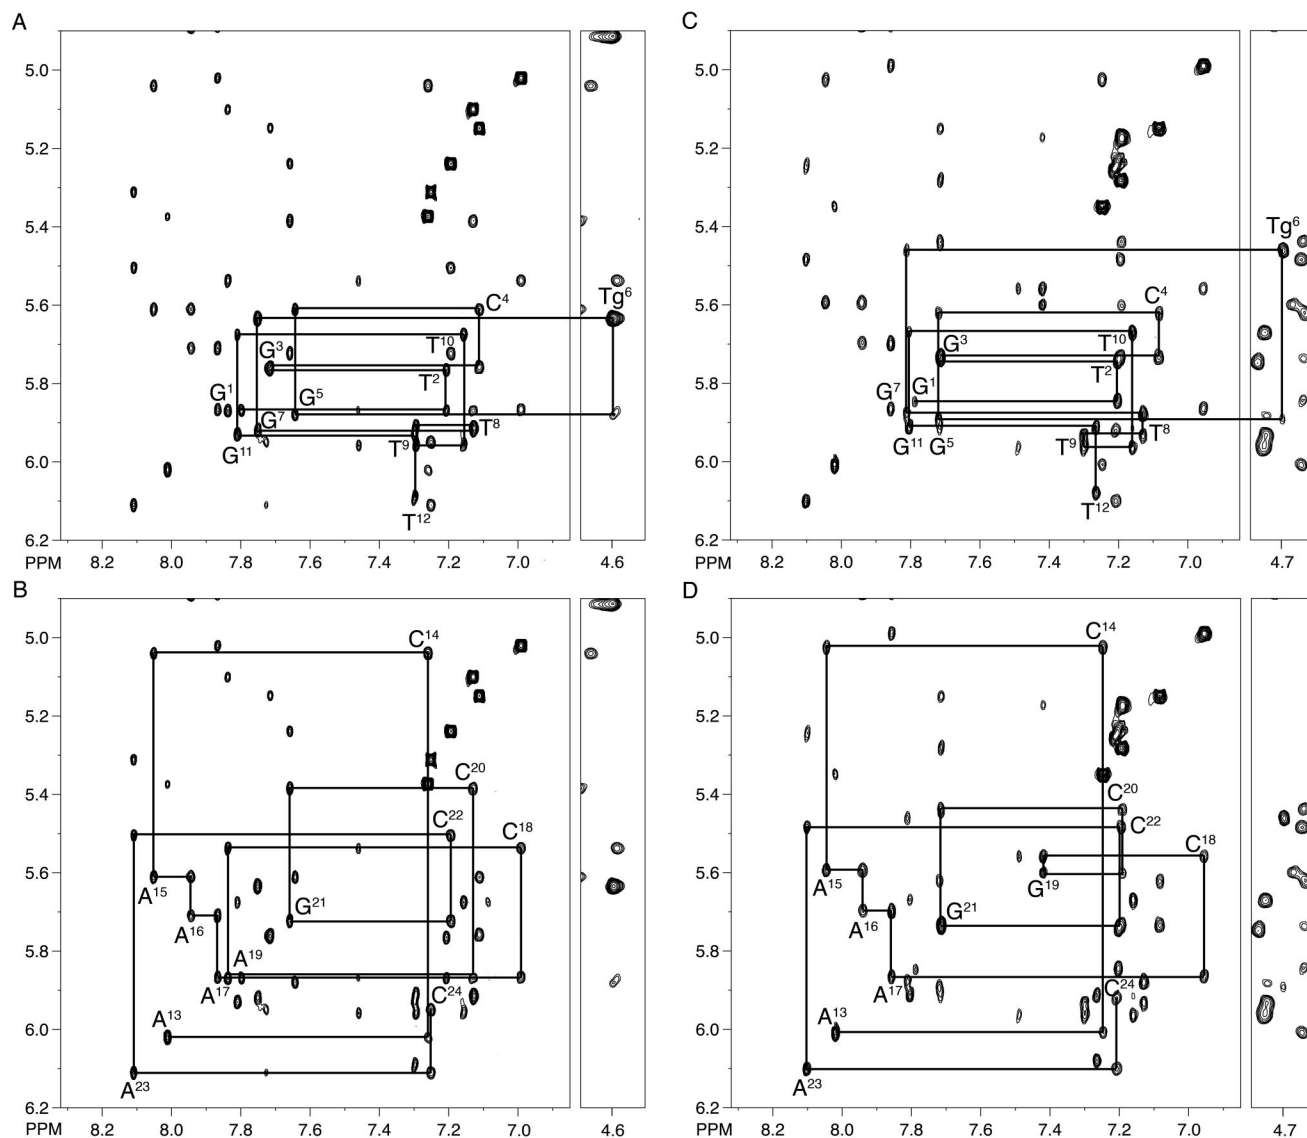 A
5.0
5.2
5.4
5.6
5.8
6.0
6.2
C⁴
Tg⁶
G³
T¹⁰
T²
G¹
G⁵
G⁷
T⁸
G¹¹
T⁹
T¹²
PPM 8.2 8.0 7.8 7.6 7.4 7.2 7.0 4.6
C
5.0
5.2
5.4
5.6
5.8
6.0
6.2
Tg⁶
C⁴
G³
T¹⁰
T²
G⁷
G¹
G¹¹
G⁵
T⁹
T⁸
T¹²
PPM 8.2 8.0 7.8 7.6 7.4 7.2 7.0 4.7
B
5.0
5.2
5.4
5.6
5.8
6.0
6.2
C¹⁴
C²⁰
C²²
C¹⁸
A¹⁵
G²¹
A¹⁶
A¹⁹
A¹⁷
C²⁴
A¹³
A²³
PPM 8.2 8.0 7.8 7.6 7.4 7.2 7.0 4.6
D
5.0
5.2
5.4
5.6
5.8
6.0
6.2
C¹⁴
C²⁰
C²²
C¹⁸
A¹⁵
G¹⁹
G²¹
A¹⁶
A¹⁷
C²⁴
A¹³
A²³
PPM 8.2 8.0 7.8 7.6 7.4 7.2 7.0 4.7